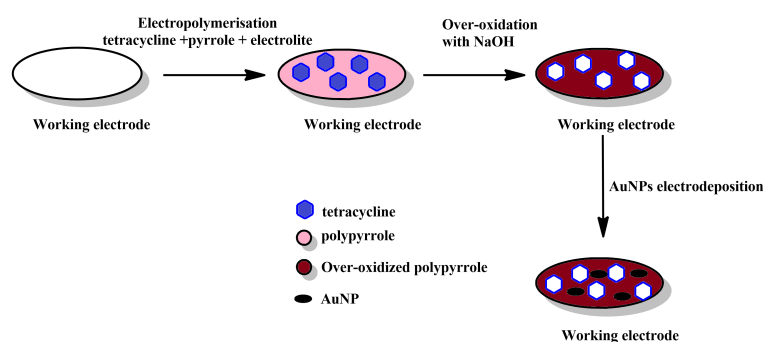 Electropolymerisation
tetracycline +pyrrole + electrolite
Over-oxidation
with NaOH
Working electrode
Working electrode
Working electrode
AuNPs electrodeposition
tetracycline
polypyrrole
Over-oxidized polypyrrole
AuNP
Working electrode